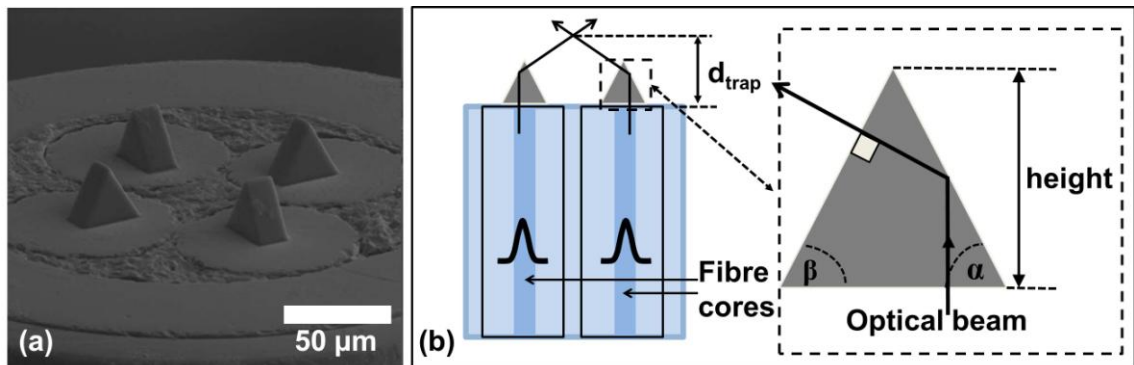 (a)
50 µm
(b)
d_trap
Fibre
cores
height
β
α
Optical beam